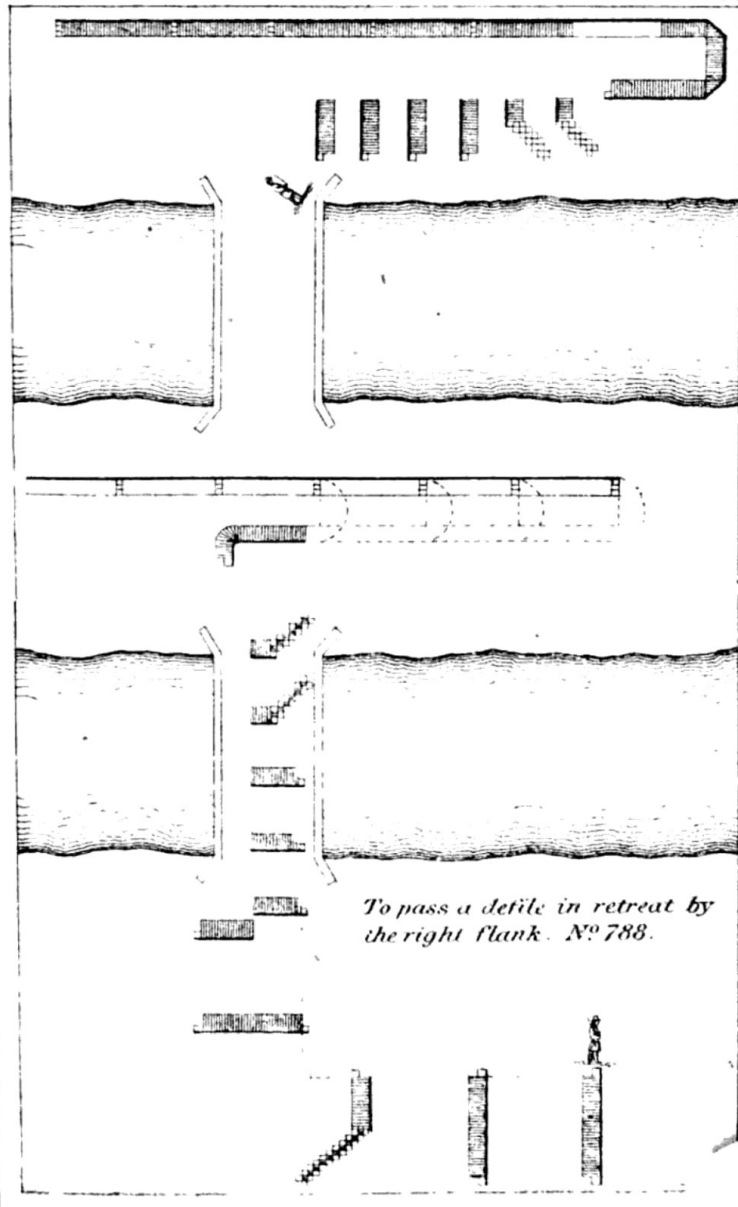 To pass a defile in retreat by
the right flank. Nº 788.